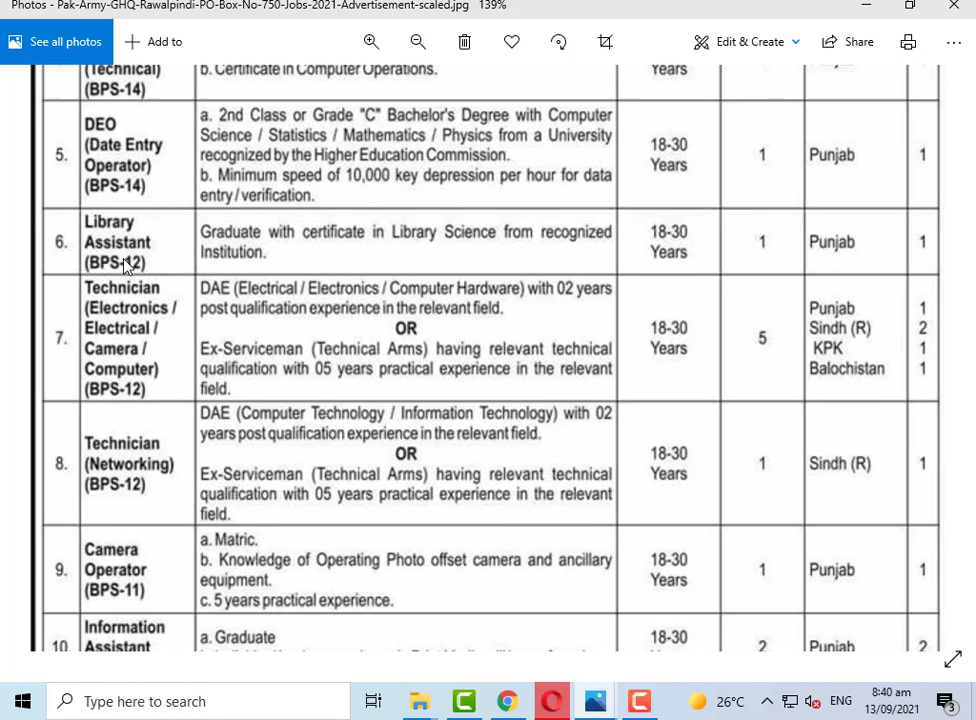 Photos - Pak-Army-GHQ-Rawalpindi-PO-Box-No-750-Jobs-2021-Advertisement-scaled.jpg 139%
See all photos
Add to
Edit & Create
Share
(Technical)
(BPS-14)
b. Certificate in Computer Operations.
Years
1
Punjab
1
5.
DEO
(Date Entry
Operator)
(BPS-14)
a. 2nd Class or Grade "C" Bachelor's Degree with Computer
Science / Statistics / Mathematics / Physics from a University
recognized by the Higher Education Commission.
b. Minimum speed of 10,000 key depression per hour for data
entry / verification.
18-30
Years
1
Punjab
1
6.
Library
Assistant
(BPS-12)
Graduate with certificate in Library Science from recognized
Institution.
18-30
Years
1
Punjab
1
7.
Technician
(Electronics /
Electrical /
Camera /
Computer)
(BPS-12)
DAE (Electrical / Electronics / Computer Hardware) with 02 years
post qualification experience in the relevant field.
OR
Ex-Serviceman (Technical Arms) having relevant technical
qualification with 05 years practical experience in the relevant
field.
18-30
Years
5
Punjab 1
Sindh (R) 2
KPK 1
Balochistan 1
8.
Technician
(Networking)
(BPS-12)
DAE (Computer Technology / Information Technology) with 02
years post qualification experience in the relevant field.
OR
Ex-Serviceman (Technical Arms) having relevant technical
qualification with 05 years practical experience in the relevant
field.
18-30
Years
1
Sindh (R)
1
9.
Camera
Operator
(BPS-11)
a. Matric.
b. Knowledge of Operating Photo offset camera and ancillary
equipment.
c. 5 years practical experience.
18-30
Years
1
Punjab
1
10.
Information
Assistant
a. Graduate
18-30
2
Punjab
2
Type here to search
26°C
ENG
8:40 am
13/09/2021
3